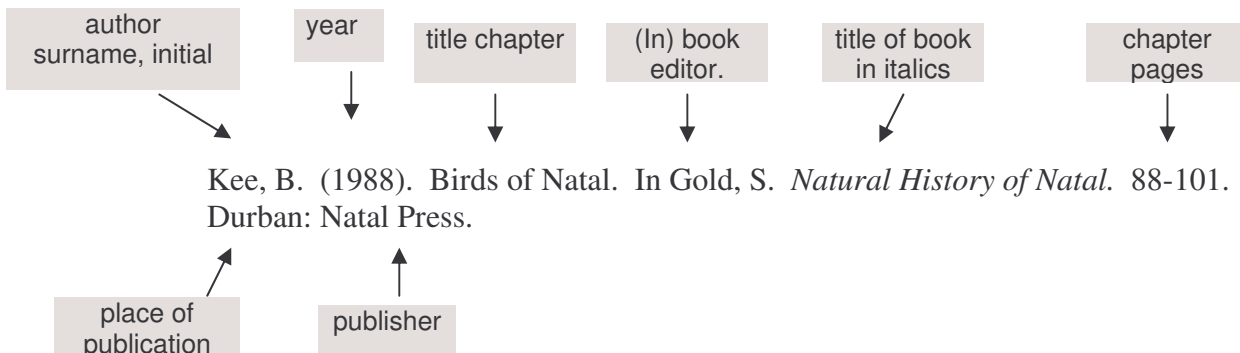 author
surname, initial
year
title chapter
(In) book
editor.
title of book
in italics
chapter
pages
Kee, B. (1988). Birds of Natal. In Gold, S. Natural History of Natal. 88-101.
Durban: Natal Press.
place of
publication
publisher